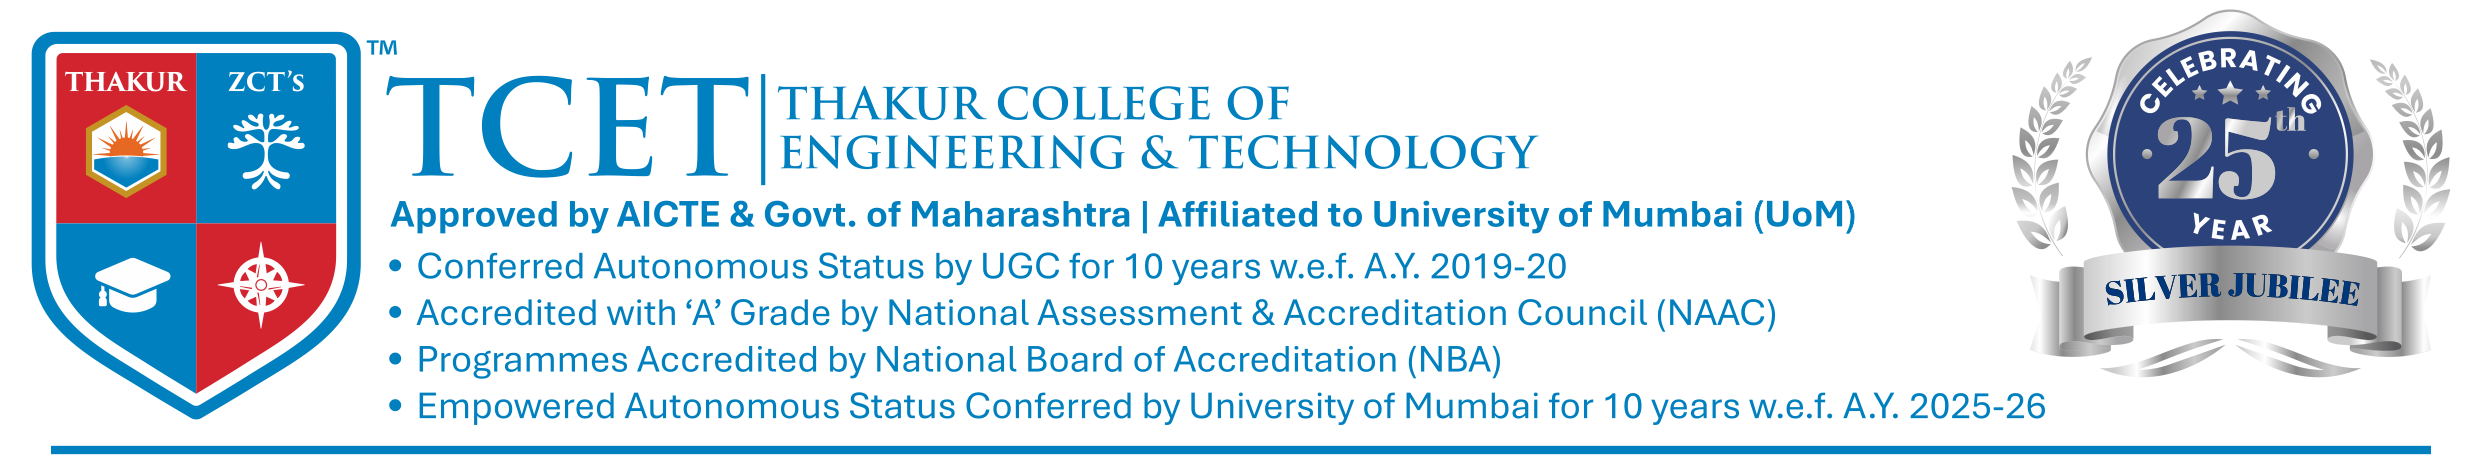 THAKUR
ZCT's
TM
TCET
THAKUR COLLEGE OF
ENGINEERING & TECHNOLOGY
Approved by AICTE & Govt. of Maharashtra | Affiliated to University of Mumbai (UoM)
• Conferred Autonomous Status by UGC for 10 years w.e.f. A.Y. 2019-20
• Accredited with ‘A’ Grade by National Assessment & Accreditation Council (NAAC)
• Programmes Accredited by National Board of Accreditation (NBA)
• Empowered Autonomous Status Conferred by University of Mumbai for 10 years w.e.f. A.Y. 2025-26
CELEBRATING
25th
YEAR
SILVER JUBILEE